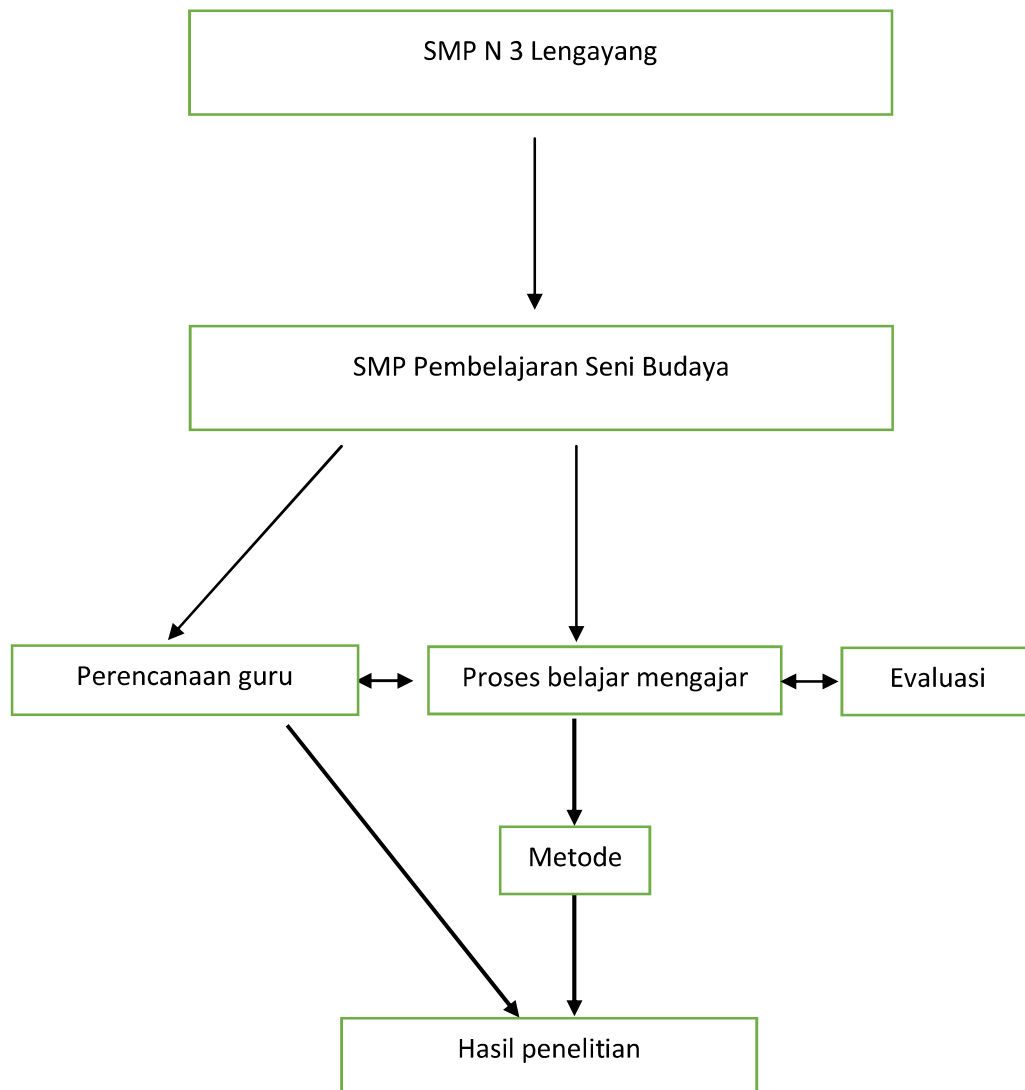 SMP N 3 Lengayang
SMP Pembelajaran Seni Budaya
Perencanaan guru
Proses belajar mengajar
Evaluasi
Metode
Hasil penelitian